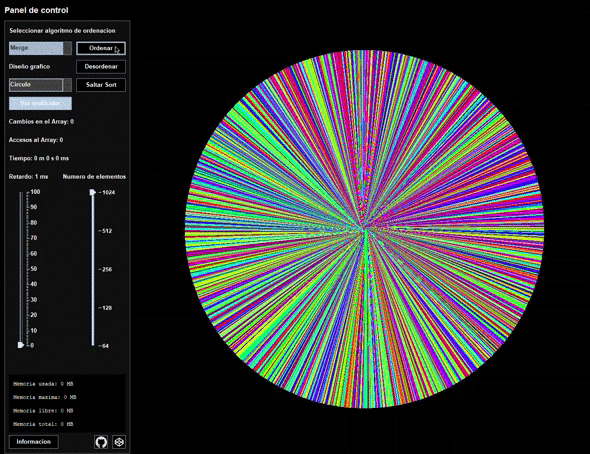 Panel de control
Seleccionar algoritmo de ordenacion
Merge
Ordenar
Diseño grafico
Desordenar
Circulo
Saltar Sort
Cambios en el Array: 0
Accesos al Array: 0
Tiempo: 0 m 0 s 0 ms
Retardo: 1 ms
Numero de elementos
100
90
80
70
60
50
40
30
20
10
0
1024
512
256
128
64
Memoria usada: 0 MB
Memoria maxima: 0 MB
Memoria libre: 0 MB
Memoria total: 0 MB
Informacion